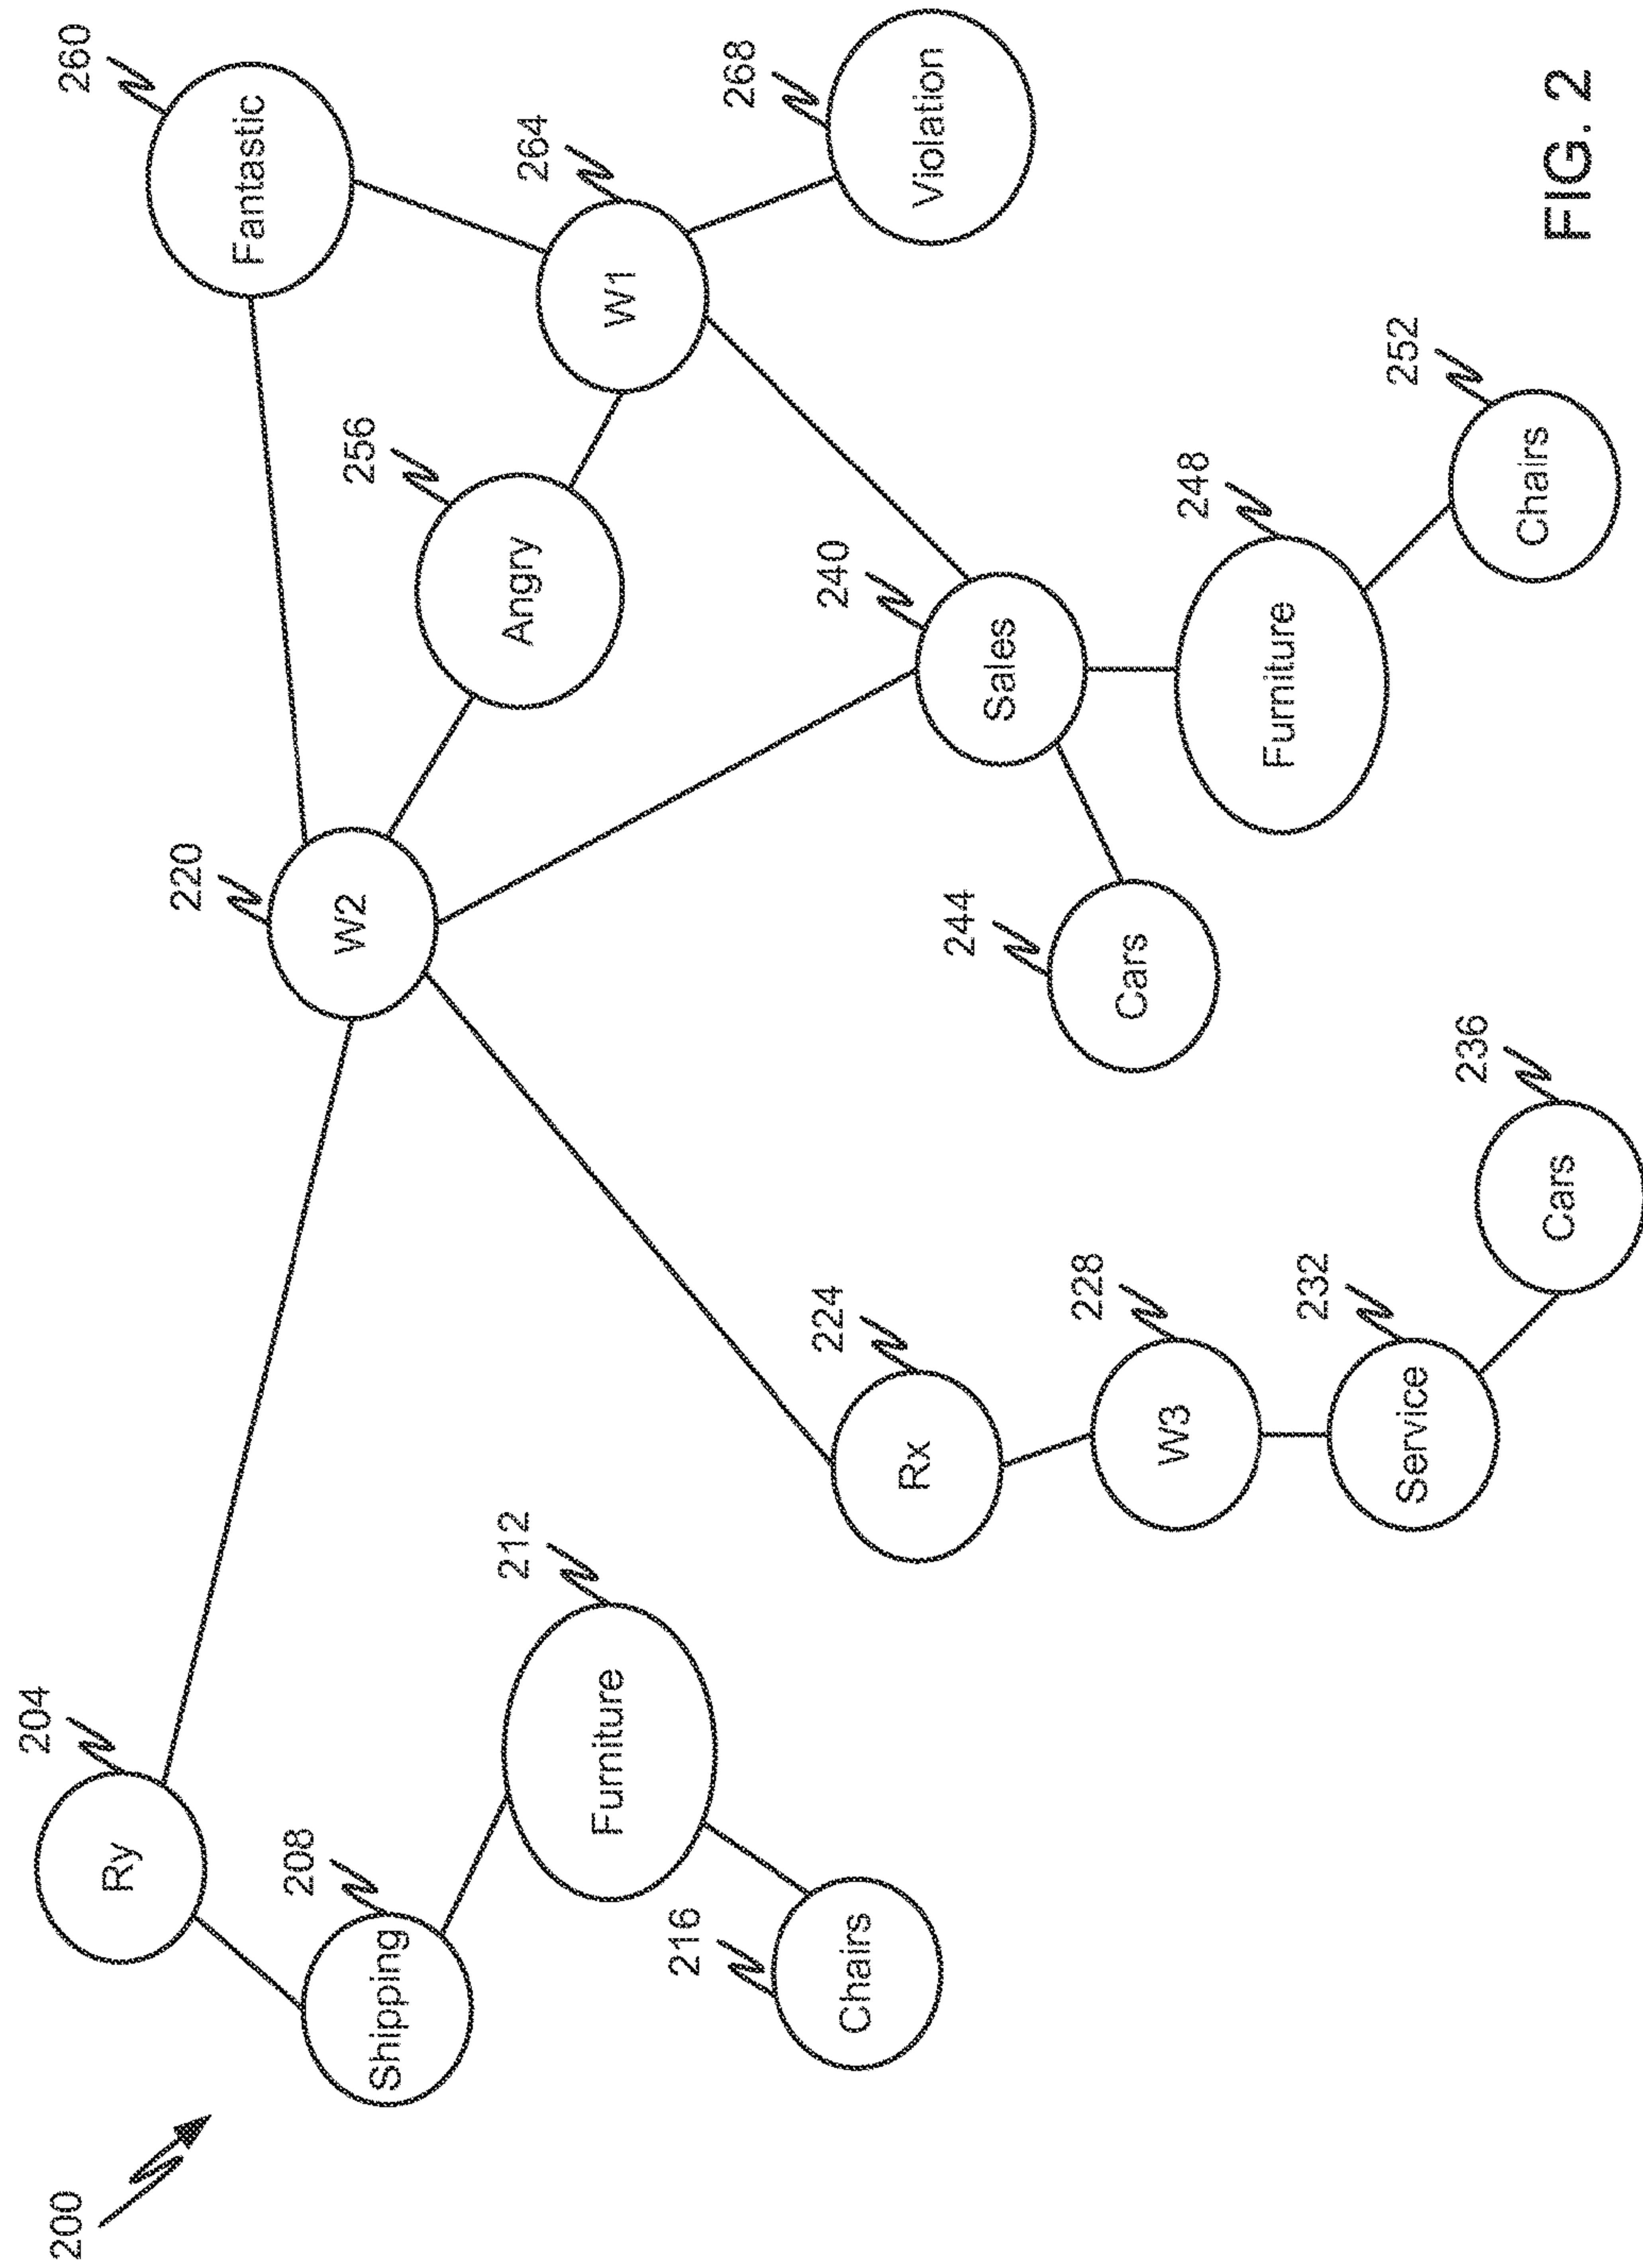 200
204
Ry
208
Shipping
212
Furniture
216
Chairs
220
W2
224
Rx
228
W3
232
Service
236
Cars
240
Sales
244
Cars
248
Furniture
252
Chairs
256
Angry
260
Fantastic
264
W1
268
Violation
FIG. 2